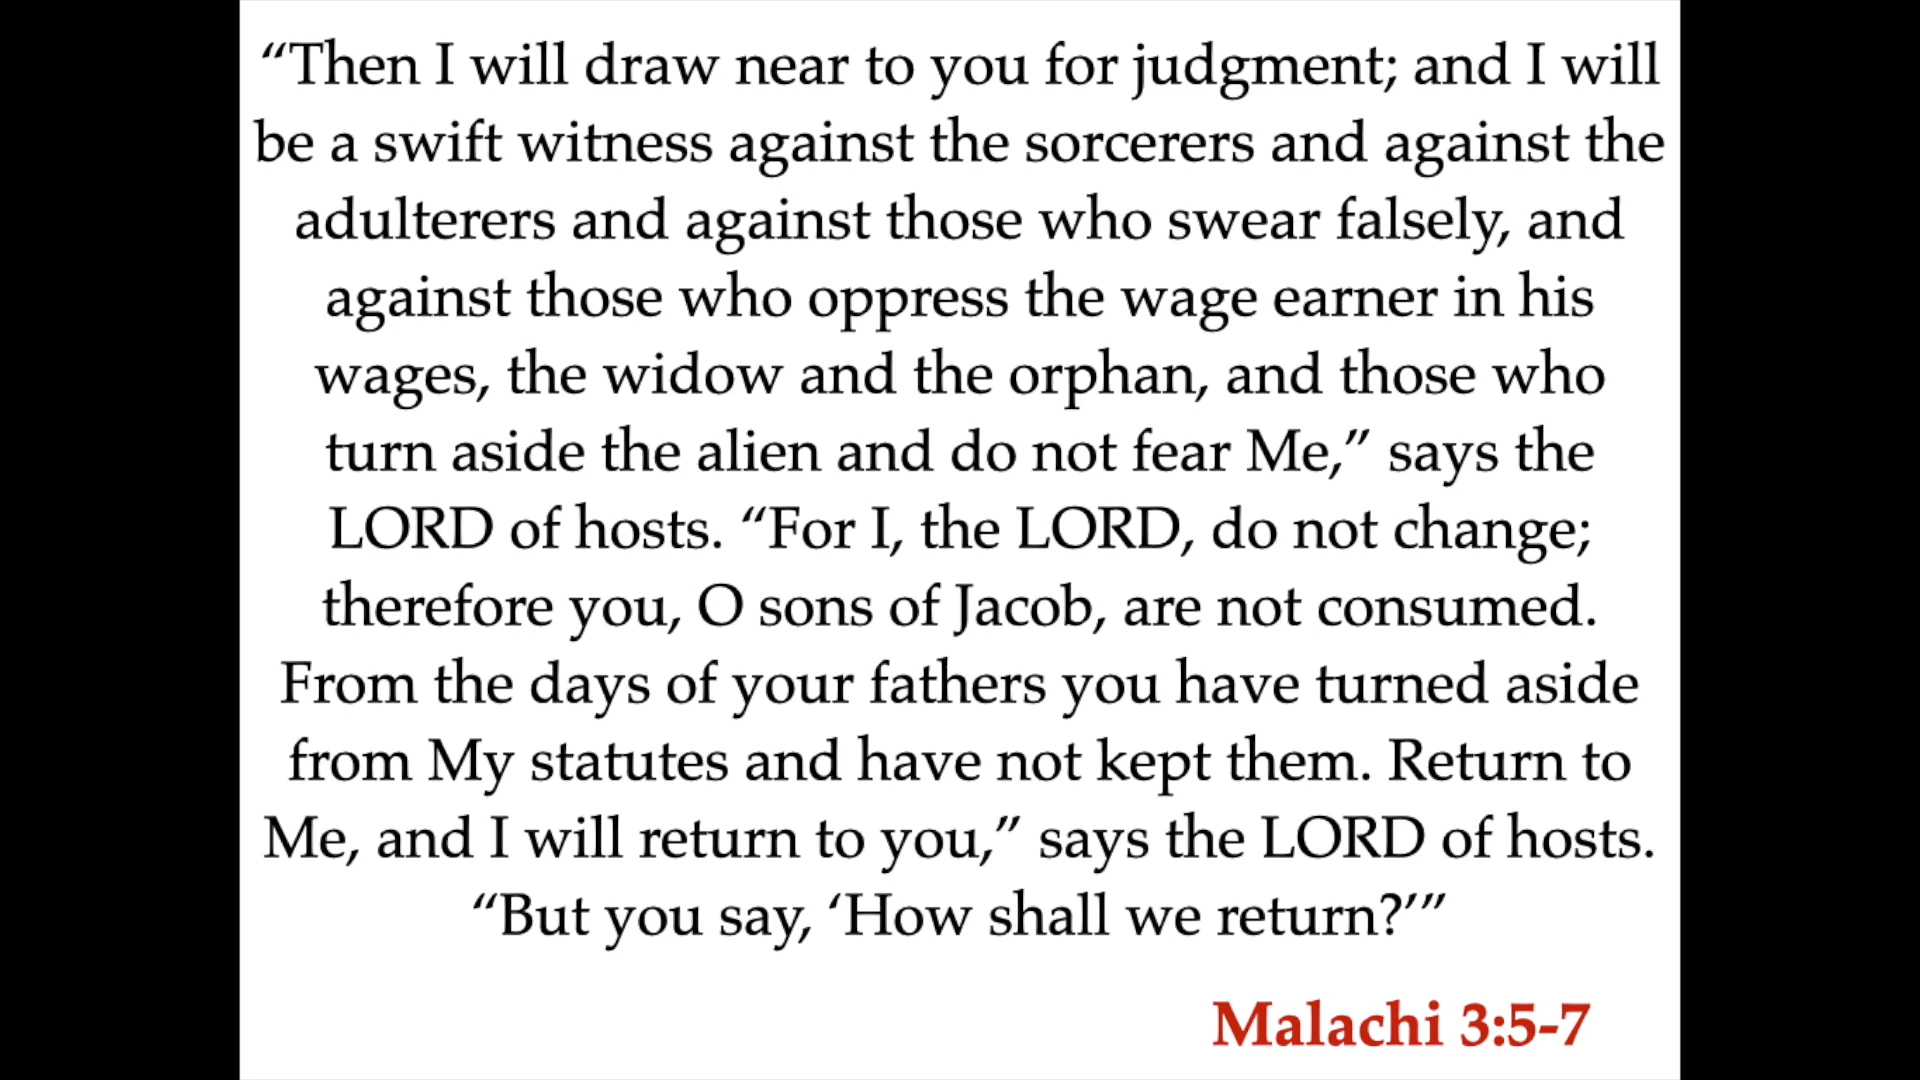 “Then I will draw near to you for judgment; and I will
be a swift witness against the sorcerers and against the
adulterers and against those who swear falsely, and
against those who oppress the wage earner in his
wages, the widow and the orphan, and those who
turn aside the alien and do not fear Me,” says the
LORD of hosts. “For I, the LORD, do not change;
therefore you, O sons of Jacob, are not consumed.
From the days of your fathers you have turned aside
from My statutes and have not kept them. Return to
Me, and I will return to you,” says the LORD of hosts.
“But you say, ‘How shall we return?’”
Malachi 3:5-7